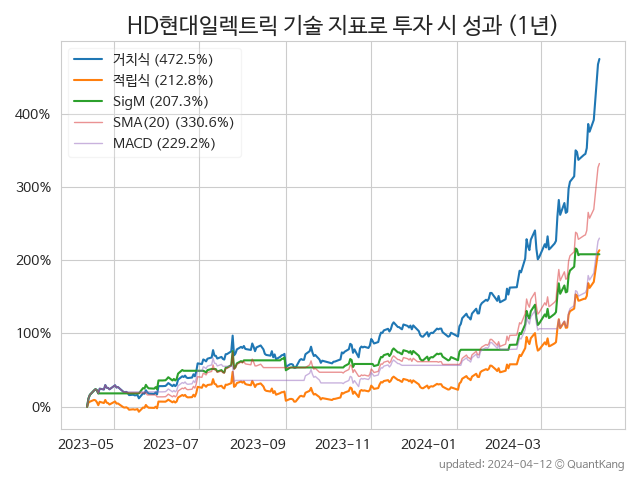 HD현대일렉트릭 기술 지표로 투자 시 성과 (1년)
거치식 (472.5%)
적립식 (212.8%)
SigM (207.3%)
SMA(20) (330.6%)
MACD (229.2%)
400%
300%
200%
100%
0%
2023-05 2023-07 2023-09 2023-11 2024-01 2024-03
updated: 2024-04-12 © QuantKang